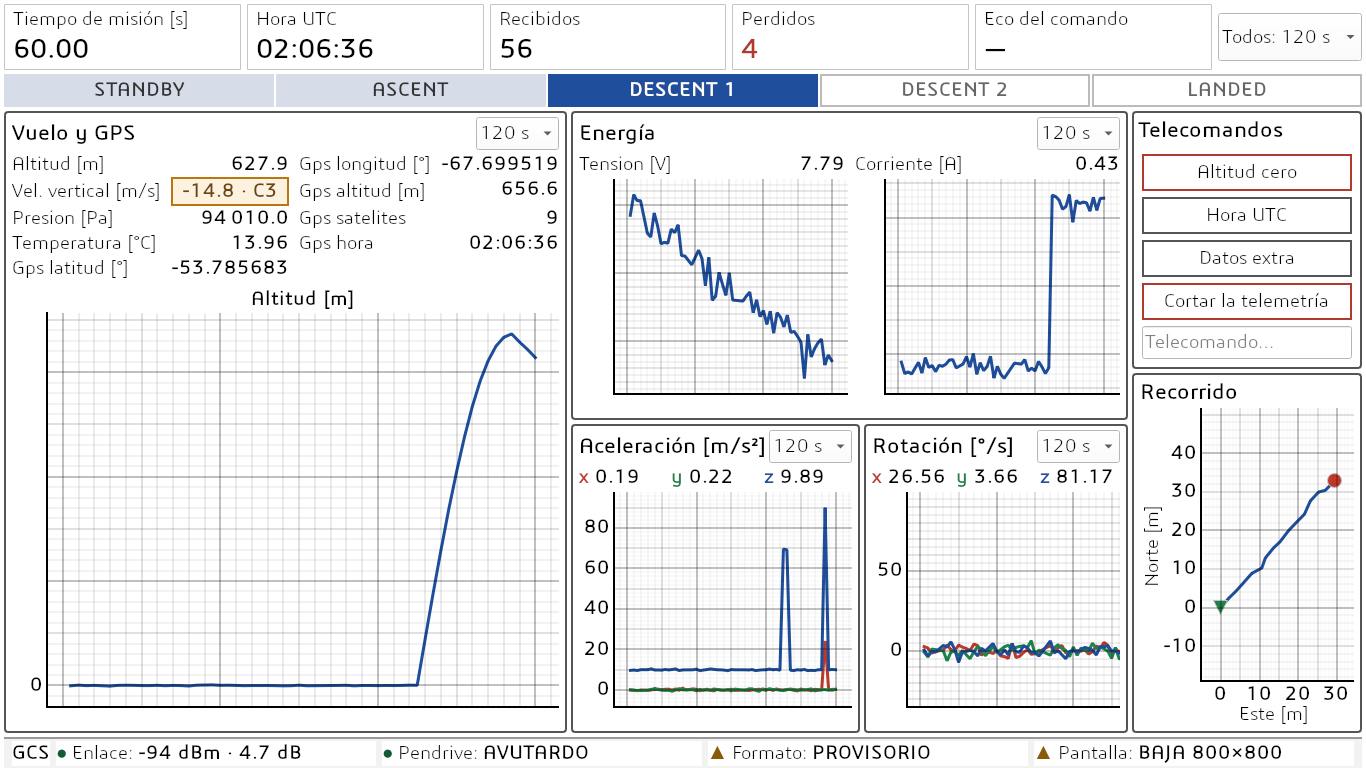 Tiempo de misión [s]
60.00
Hora UTC
02:06:36
Recibidos
56
Perdidos
4
Eco del comando
—
Todos: 120 s
STANDBY
ASCENT
DESCENT 1
DESCENT 2
LANDED
Vuelo y GPS
120 s
Altitud [m] 627.9
Vel. vertical [m/s] -14.8 · C3
Presion [Pa] 94 010.0
Temperatura [°C] 13.96
Gps latitud [°] -53.785683
Gps longitud [°] -67.699519
Gps altitud [m] 656.6
Gps satelites 9
Gps hora 02:06:36
Altitud [m]
0
Energía
120 s
Tension [V] 7.79
Corriente [A] 0.43
Aceleración [m/s²]
120 s
x 0.19 y 0.22 z 9.89
80
60
40
20
0
Rotación [°/s]
120 s
x 26.56 y 3.66 z 81.17
50
0
Telecomandos
Altitud cero
Hora UTC
Datos extra
Cortar la telemetría
Telecomando...
Recorrido
Norte [m]
40
30
20
10
0
-10
0 10 20 30
Este [m]
GCS
Enlace: -94 dBm · 4.7 dB
Pendrive: AVUTARDO
Formato: PROVISORIO
Pantalla: BAJA 800×800